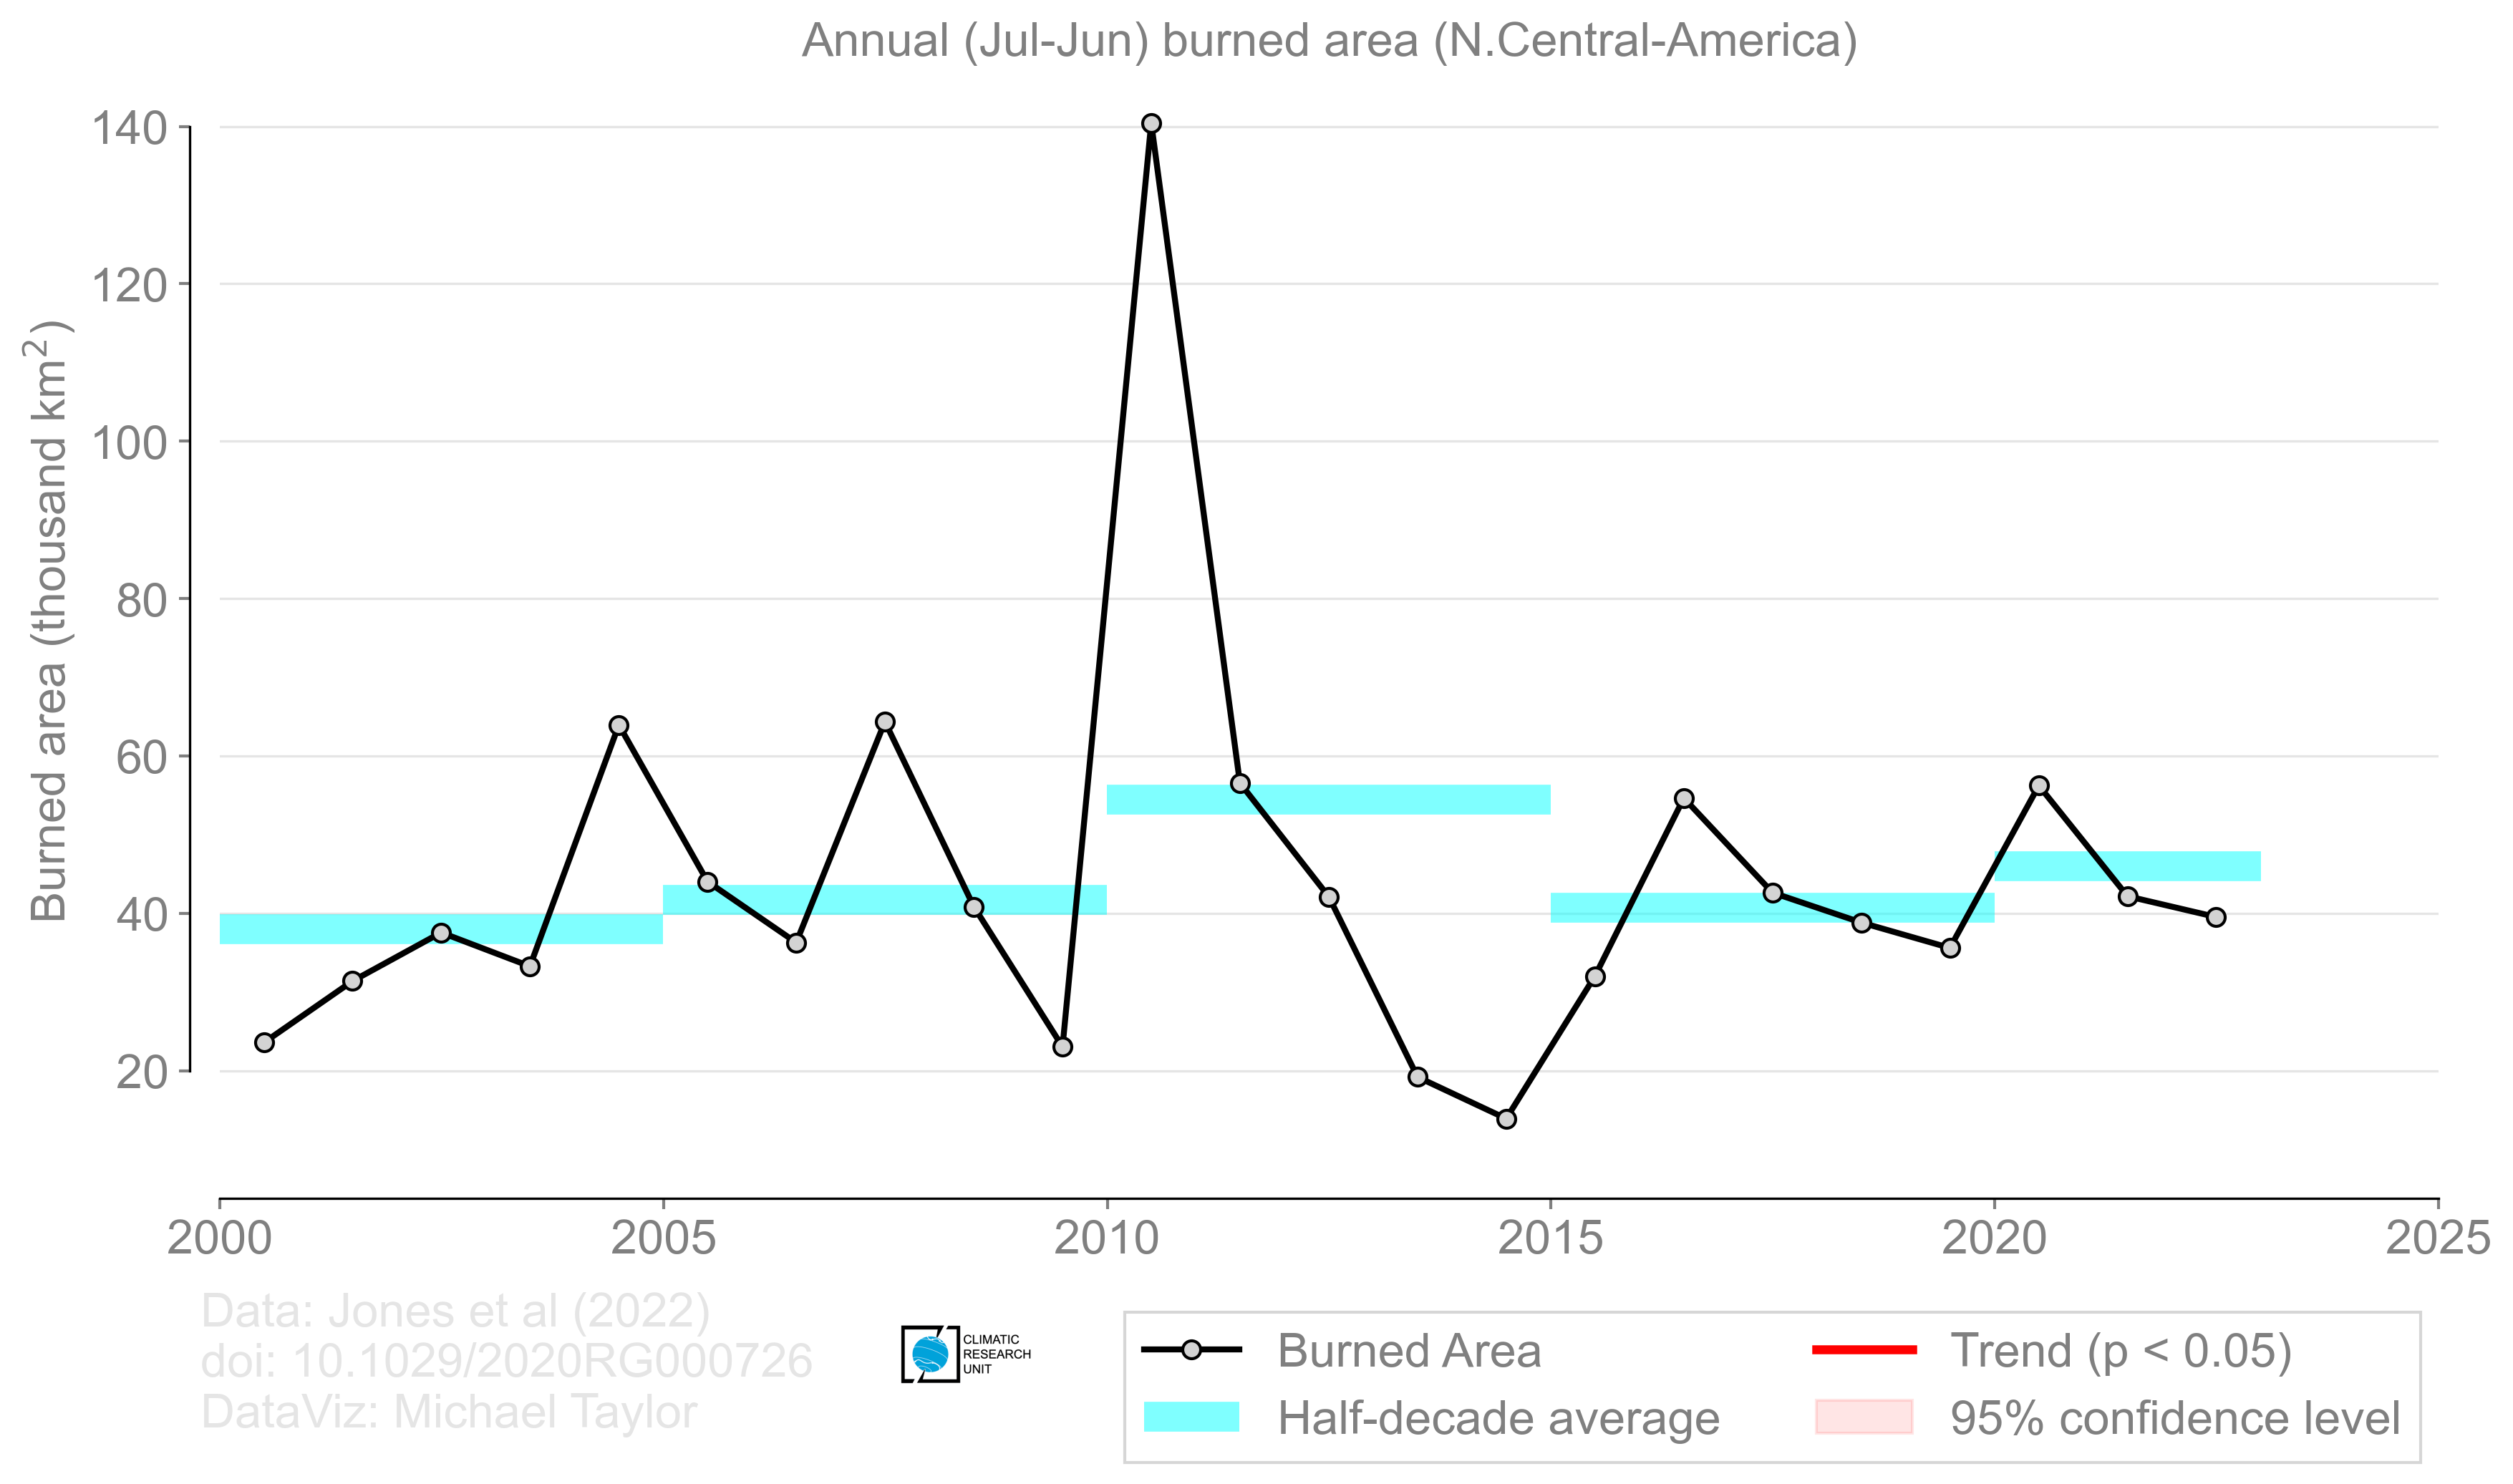 Annual (Jul-Jun) burned area (N.Central-America)
Burned area (thousand km²)
140
120
100
80
60
40
20
2000 2005 2010 2015 2020 2025
Data: Jones et al (2022)
doi: 10.1029/2020RG000726
DataViz: Michael Taylor
CLIMATIC
RESEARCH
UNIT
Burned Area
Half-decade average
Trend (p < 0.05)
95% confidence level